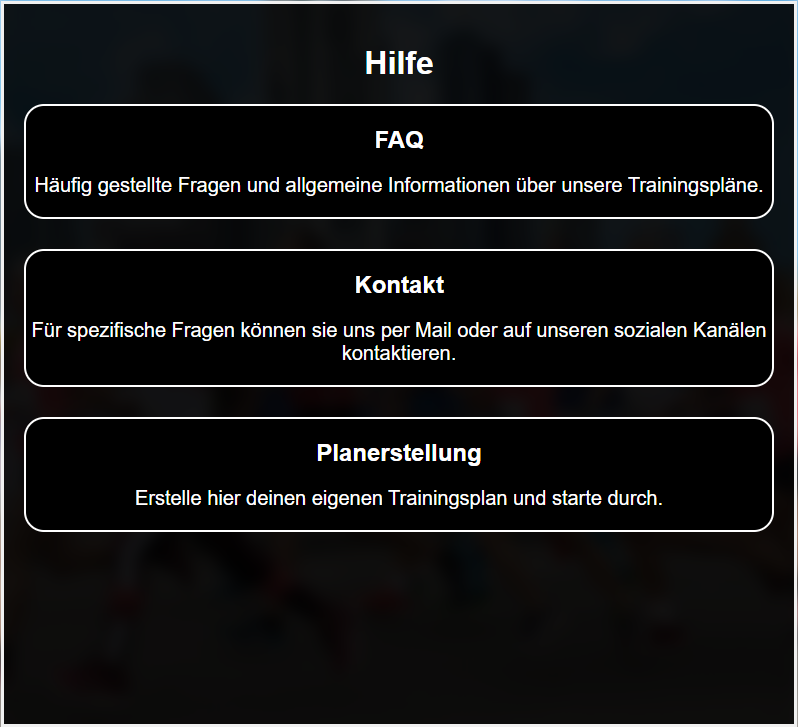 Hilfe
FAQ
Häufig gestellte Fragen und allgemeine Informationen über unsere Trainingspläne.
Kontakt
Für spezifische Fragen können sie uns per Mail oder auf unseren sozialen Kanälen
kontaktieren.
Planerstellung
Erstelle hier deinen eigenen Trainingsplan und starte durch.